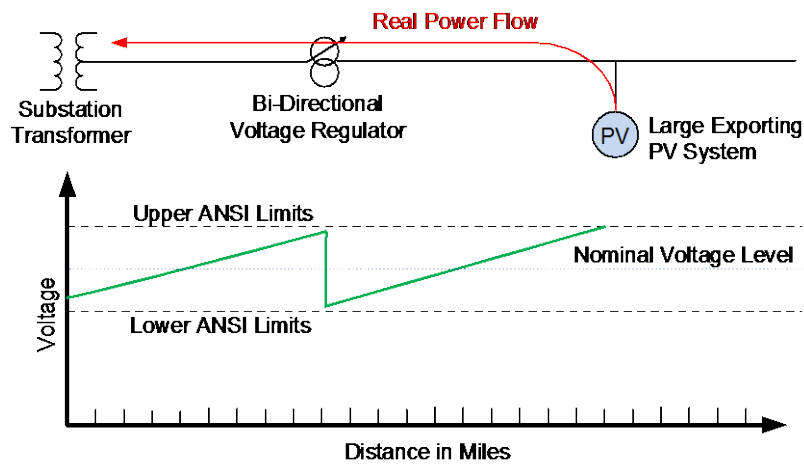 Real Power Flow
Substation
Transformer
Bi-Directional
Voltage Regulator
PV
Large Exporting
PV System
Upper ANSI Limits
Nominal Voltage Level
Lower ANSI Limits
Voltage
Distance in Miles